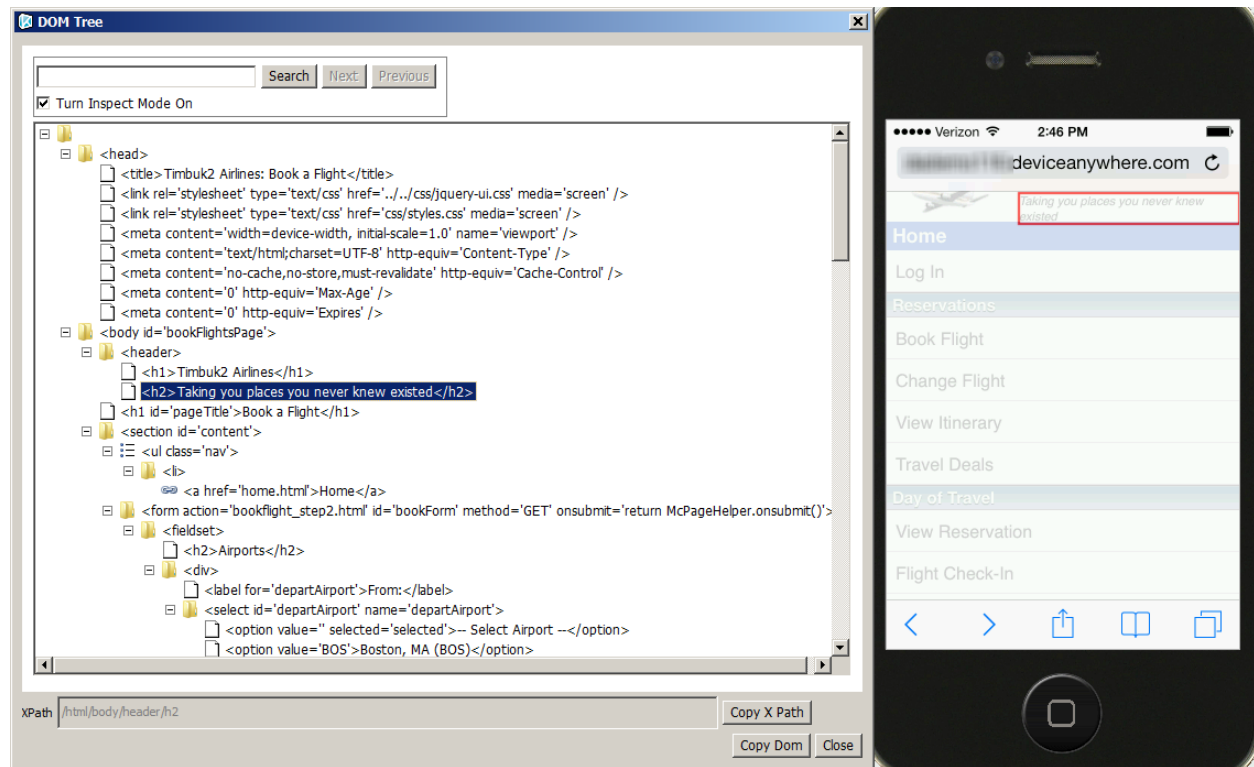 DOM Tree
Search Next Previous
Turn Inspect Mode On
<head>
<title>Timbuk2 Airlines: Book a Flight</title>
<link rel='stylesheet' type='text/css' href='../../css/jquery-ui.css' media='screen' />
<link rel='stylesheet' type='text/css' href='css/styles.css' media='screen' />
<meta content='width=device-width, initial-scale=1.0' name='viewport' />
<meta content='text/html;charset=UTF-8' http-equiv='Content-Type' />
<meta content='no-cache,no-store,must-revalidate' http-equiv='Cache-Control' />
<meta content='0' http-equiv='Max-Age' />
<meta content='0' http-equiv='Expires' />
<body id='bookFlightsPage'>
<header>
<h1>Timbuk2 Airlines</h1>
<h2>Taking you places you never knew existed</h2>
<h1 id='pageTitle'>Book a Flight</h1>
<section id='content'>
<ul class='nav'>
<li>
<a href='home.html'>Home</a>
<form action='bookflight_step2.html' id='bookForm' method='GET' onsubmit='return McPageHelper.onsubmit()'>
<fieldset>
<h2>Airports</h2>
<div>
<label for='departAirport'>From:</label>
<select id='departAirport' name='departAirport'>
<option value='' selected='selected'>-- Select Airport --</option>
<option value='BOS'>Boston, MA (BOS)</option>
XPath /html/body/header/h2 Copy X Path
Copy Dom Close
Verizon 2:46 PM
deviceanywhere.com
Taking you places you never knew
existed
Home
Log In
Reservations
Book Flight
Change Flight
View Itinerary
Travel Deals
Day of Travel
View Reservation
Flight Check-In